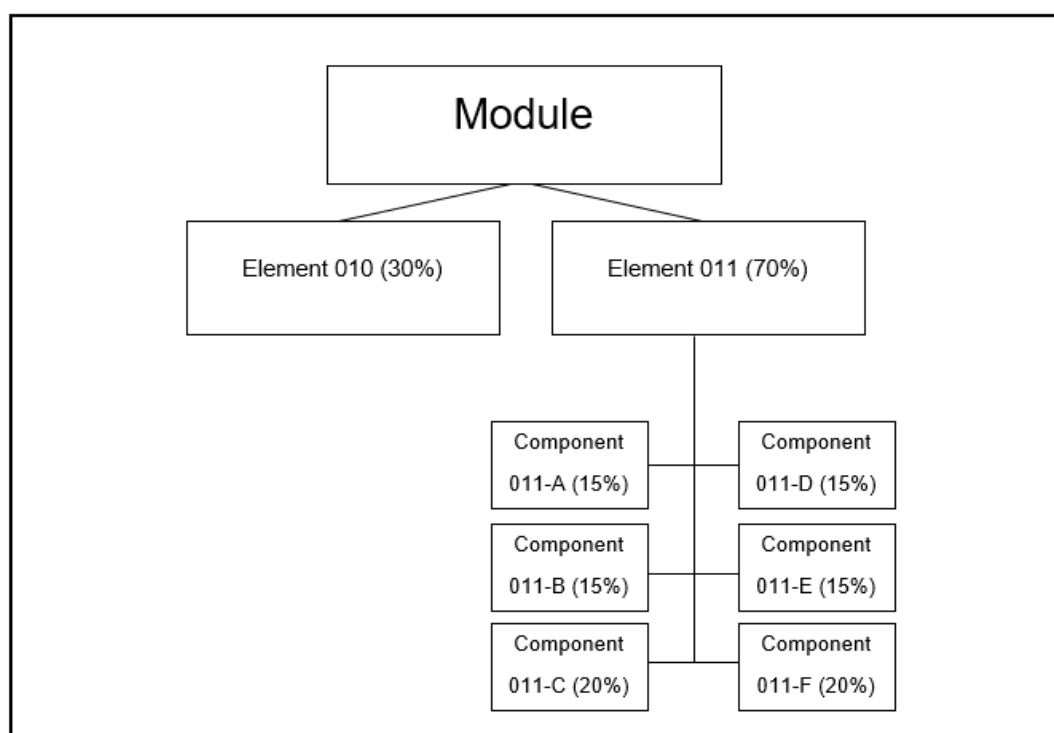 Module
Element 010 (30%)
Element 011 (70%)
Component
011-A (15%)
Component
011-D (15%)
Component
011-B (15%)
Component
011-E (15%)
Component
011-C (20%)
Component
011-F (20%)